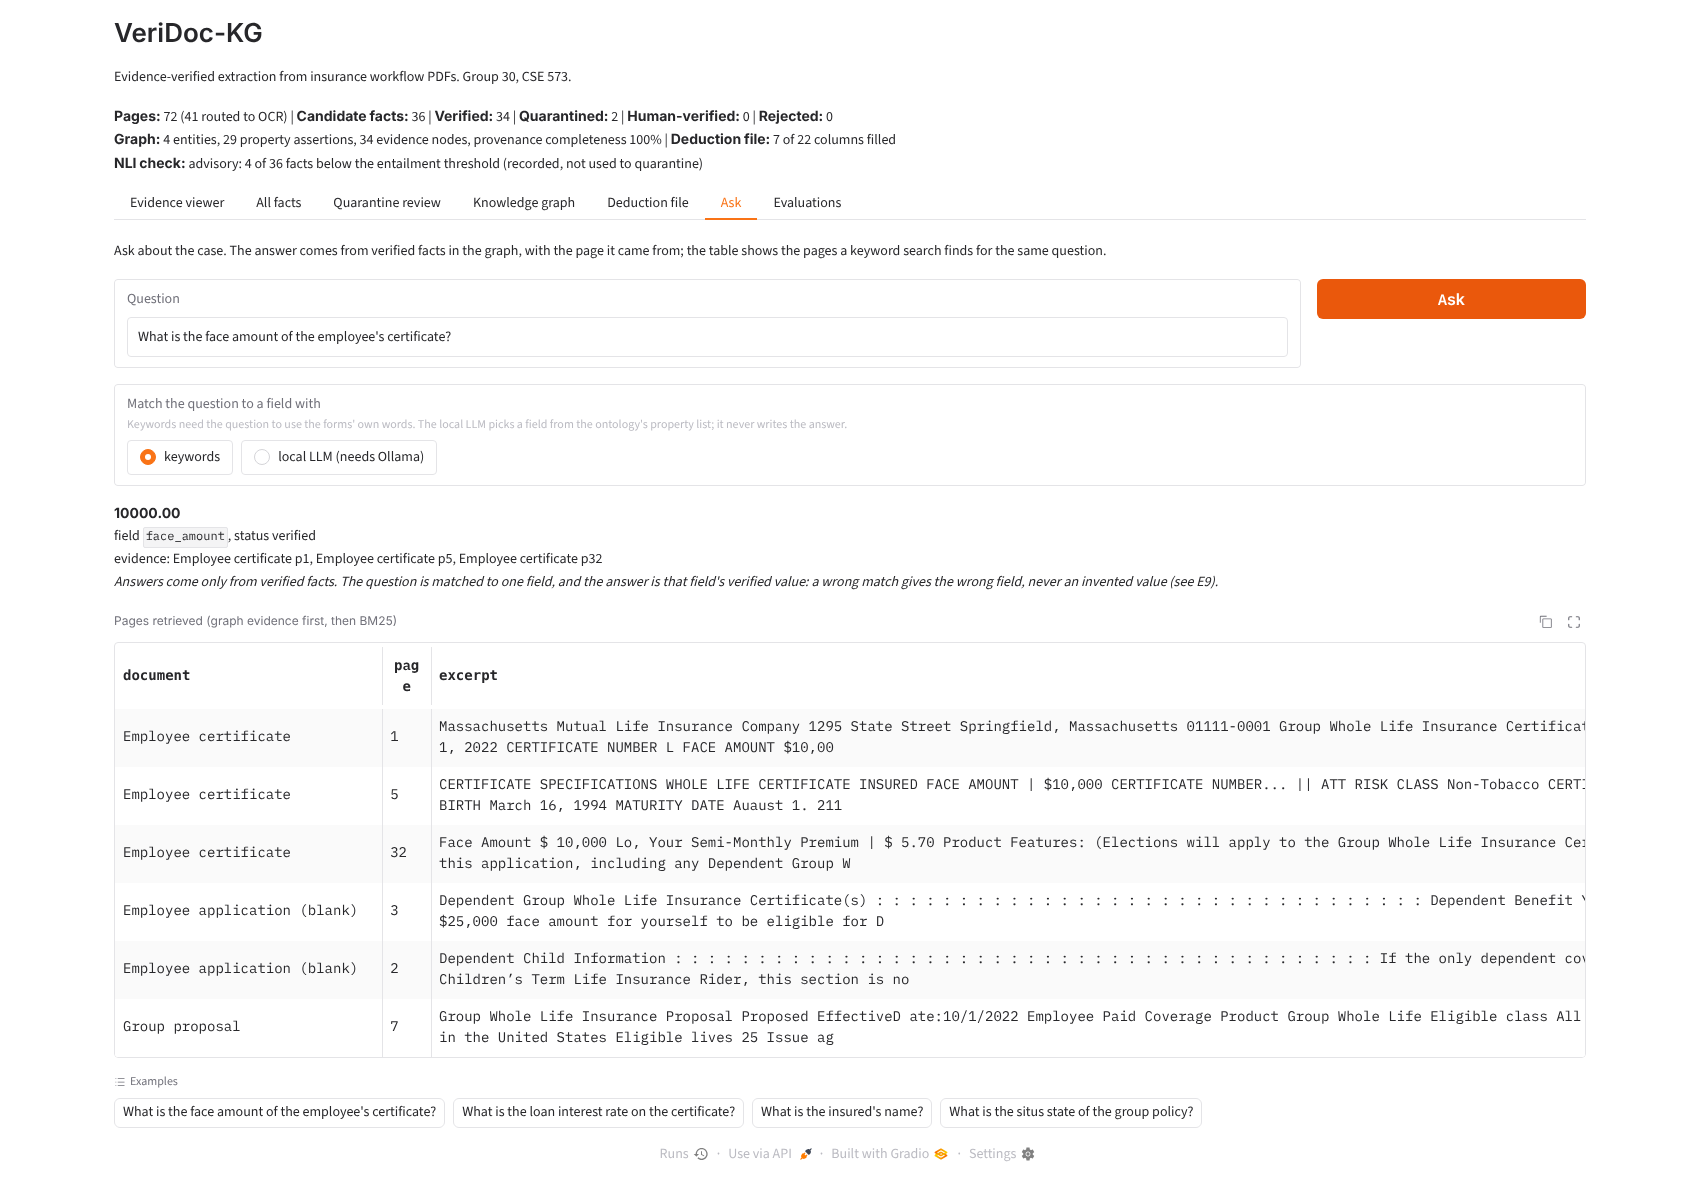 VeriDoc-KG
Evidence-verified extraction from insurance workflow PDFs. Group 30, CSE 573.
Pages: 72 (41 routed to OCR) | Candidate facts: 36 | Verified: 34 | Quarantined: 2 | Human-verified: 0 | Rejected: 0
Graph: 4 entities, 29 property assertions, 34 evidence nodes, provenance completeness 100% | Deduction file: 7 of 22 columns filled
NLI check: advisory: 4 of 36 facts below the entailment threshold (recorded, not used to quarantine)
Evidence viewer All facts Quarantine review Knowledge graph Deduction file Ask Evaluations
Ask about the case. The answer comes from verified facts in the graph, with the page it came from; the table shows the pages a keyword search finds for the same question.
Question
Ask
What is the face amount of the employee's certificate?
Match the question to a field with
Keywords need the question to use the forms' own words. The local LLM picks a field from the ontology's property list; it never writes the answer.
keywords local LLM (needs Ollama)
10000.00
field face_amount, status verified
evidence: Employee certificate p1, Employee certificate p5, Employee certificate p32
Answers come only from verified facts. The question is matched to one field, and the answer is that field's verified value: a wrong match gives the wrong field, never an invented value (see E9).
Pages retrieved (graph evidence first, then BM25)
document page excerpt
Employee certificate 1 Massachusetts Mutual Life Insurance Company 1295 State Street Springfield, Massachusetts 01111-0001 Group Whole Life Insurance Certificat
1, 2022 CERTIFICATE NUMBER L FACE AMOUNT $10,00
Employee certificate 5 CERTIFICATE SPECIFICATIONS WHOLE LIFE CERTIFICATE INSURED FACE AMOUNT | $10,000 CERTIFICATE NUMBER... || ATT RISK CLASS Non-Tobacco CERTI
BIRTH March 16, 1994 MATURITY DATE Auaust 1. 211
Employee certificate 32 Face Amount $ 10,000 Lo, Your Semi-Monthly Premium | $ 5.70 Product Features: (Elections will apply to the Group Whole Life Insurance Cer
this application, including any Dependent Group W
Employee application (blank) 3 Dependent Group Whole Life Insurance Certificate(s) : : : : : : : : : : : : : : : : : : : : : : : : : : : : : : : : : Dependent Benefit Y
$25,000 face amount for yourself to be eligible for D
Employee application (blank) 2 Dependent Child Information : : : : : : : : : : : : : : : : : : : : : : : : : : : : : : : : : : : : : : : : : : If the only dependent cov
Children’s Term Life Insurance Rider, this section is no
Group proposal 7 Group Whole Life Insurance Proposal Proposed EffectiveD ate:10/1/2022 Employee Paid Coverage Product Group Whole Life Eligible class All
in the United States Eligible lives 25 Issue ag
Examples
What is the face amount of the employee's certificate? What is the loan interest rate on the certificate? What is the insured's name? What is the situs state of the group policy?
Runs · Use via API · Built with Gradio · Settings